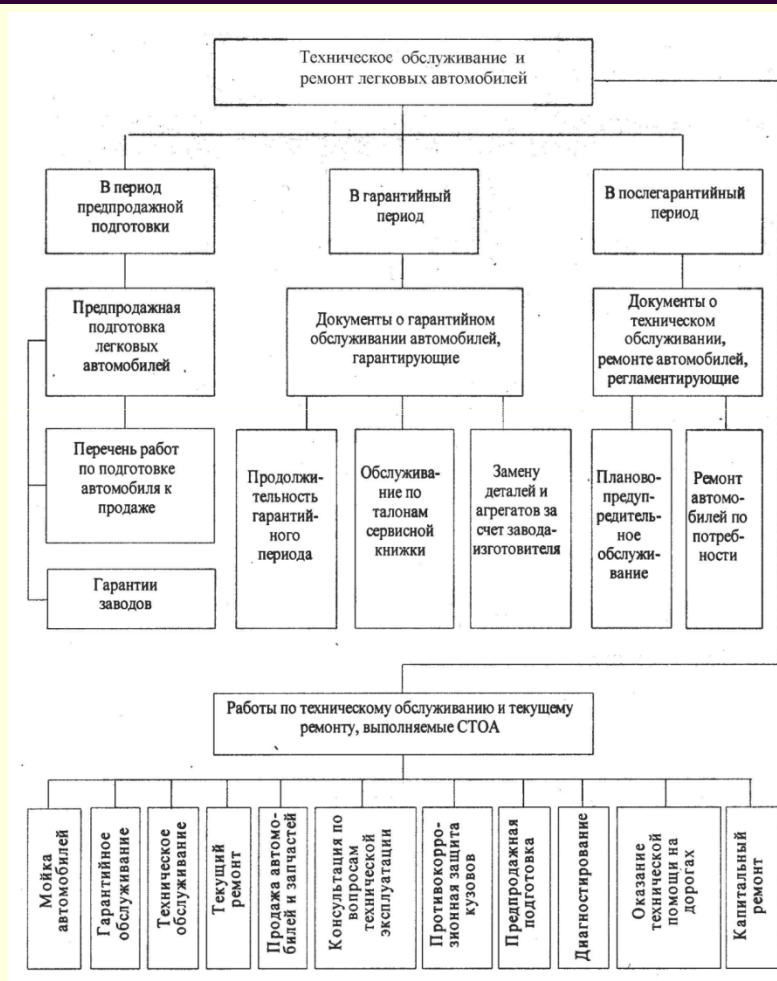 Техническое обслуживание и
ремонт легковых автомобилей
В период
предпродажной
подготовки
В гарантийный
период
В послегарантийный
период
Предпродажная
подготовка
легковых
автомобилей
Документы о гарантийном
обслуживании автомобилей,
гарантирующие
Документы о
техническом
обслуживании,
ремонте автомобилей,
регламентирующие
Перечень работ
по подготовке
автомобиля к
продаже
Гарантии
заводов
Продолжи-
тельность
гарантий-
ного
периода
Обслужива-
ние по
талонам
сервисной
книжки
Замену
деталей и
агрегатов за
счет завода-
изготовителя
Планово-
предуп-
редитель-
ное
обслужи-
вание
Ремонт
автомо-
билей по
потреб-
ности
Работы по техническому обслуживанию и текущему
ремонту, выполняемые СТОА
Мойка
автомобилей
Гарантийное
обслуживание
Техническое
обслуживание
Текущий
ремонт
Продажа автомо-
билей и запчастей
Консультация по
вопросам
технической
эксплуатации
Противокорро-
зионная защита
кузовов
Предпродажная
подготовка
Диагностирование
Оказание
технической
помощи на
дорогах
Капитальный
ремонт